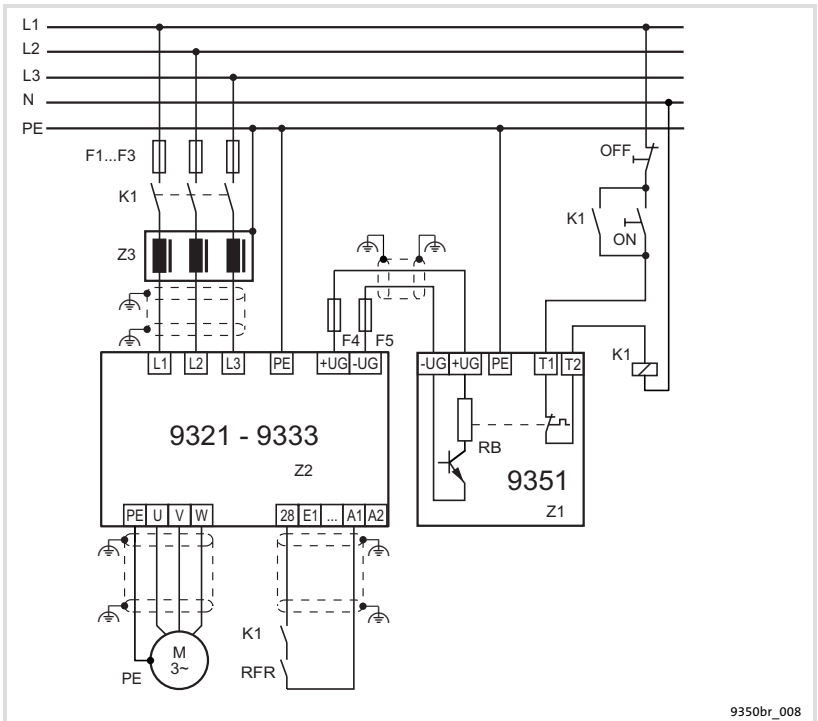 L1
L2
L3
N
PE
F1...F3
OFF
K1
K1
ON
Z3
F4 F5
K1
L1 L2 L3 PE +UG -UG
-UG +UG PE T1 T2
9321 - 9333
Z2
RB
9351
Z1
PE U V W
28 E1 ... A1 A2
K1
M
3~
RFR
PE
9350br_008